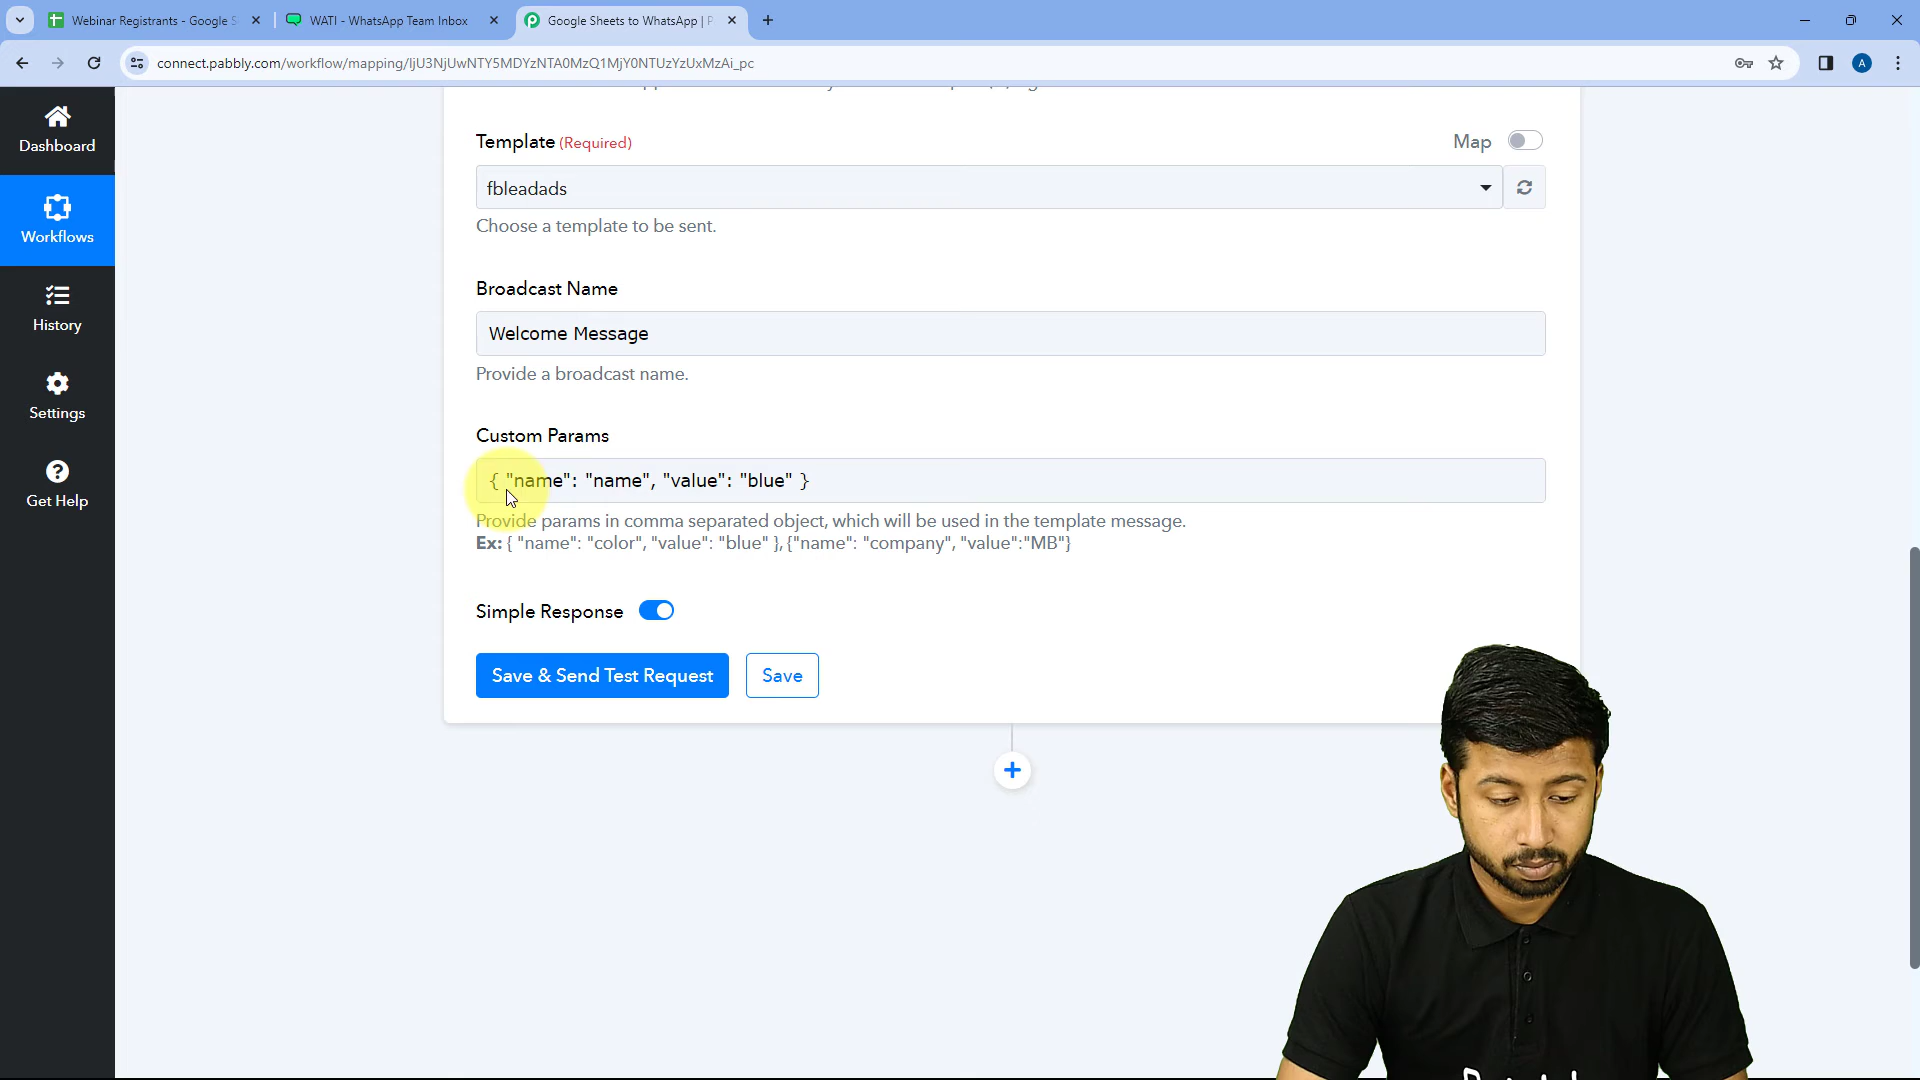 Webinar Registrants - Google S
WATI - WhatsApp Team Inbox
Google Sheets to WhatsApp | P
connect.pabbly.com/workflow/mapping/IjU3NjUwNTY5MDYzNTA0MzQ1MjY0NTUzYzUxMzAi_pc
A
Dashboard
Workflows
History
Settings
Get Help
Template (Required)
Map
fbleadads
Choose a template to be sent.
Broadcast Name
Welcome Message
Provide a broadcast name.
Custom Params
{ "name": "name", "value": "blue" }
Provide params in comma separated object, which will be used in the template message.
Ex: { "name": "color", "value": "blue" }, {"name": "company", "value":"MB"}
Simple Response
Save & Send Test Request
Save